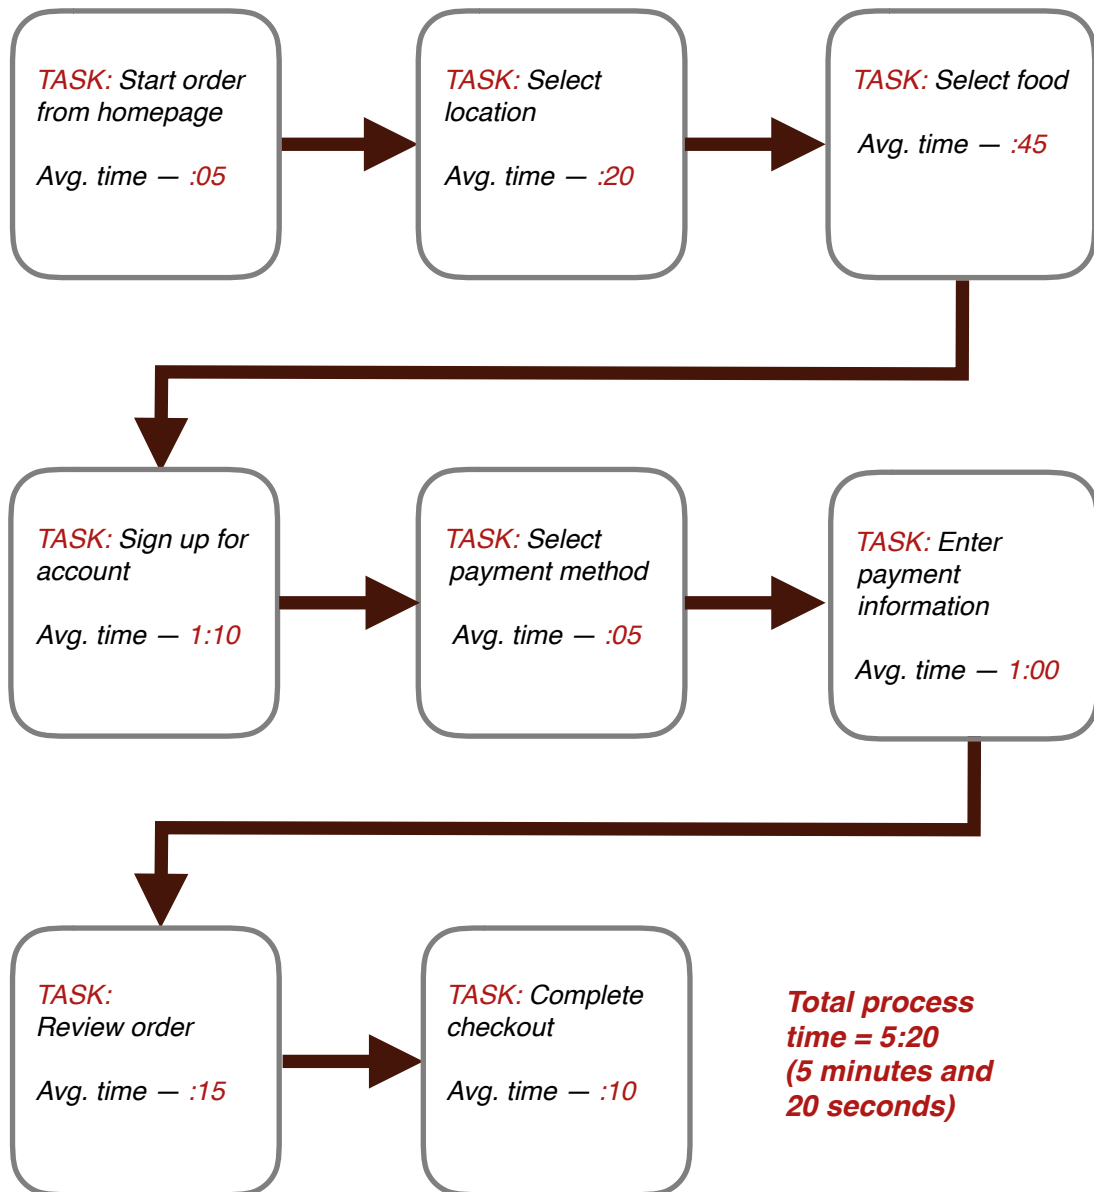 TASK: Start order
from homepage
Avg. time — :05
TASK: Select
location
Avg. time — :20
TASK: Select food
Avg. time — :45
TASK: Sign up for
account
Avg. time — 1:10
TASK: Select
payment method
Avg. time — :05
TASK: Enter
payment
information
Avg. time — 1:00
TASK:
Review order
Avg. time — :15
TASK: Complete
checkout
Avg. time — :10
Total process
time = 5:20
(5 minutes and
20 seconds)